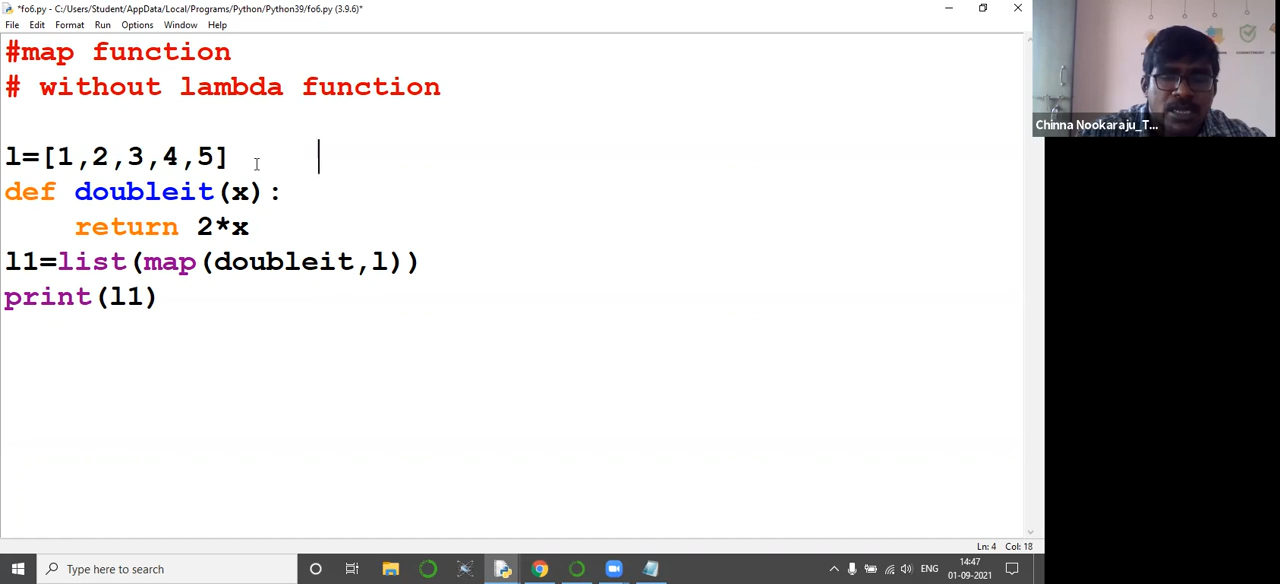 *fo6.py - C:/Users/Student/AppData/Local/Programs/Python/Python39/fo6.py (3.9.6)*
File Edit Format Run Options Window Help
#map function
# without lambda function
l=[1,2,3,4,5]
def doubleit(x):
    return 2*x
l1=list(map(doubleit,l))
print(l1)
Chinna Nookaraju_T...
Ln: 4 Col: 18
Type here to search
ENG
14:47
01-09-2021